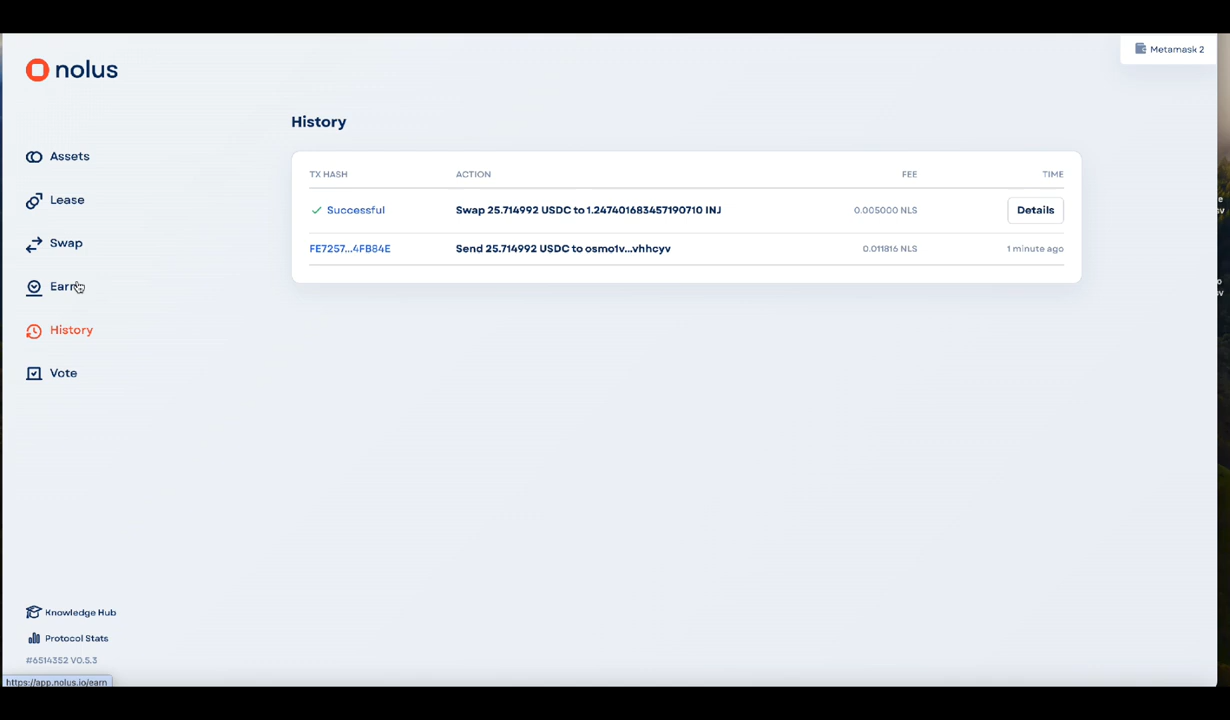 nolus
Metamask 2
History
Assets
Lease
Swap
Earn
History
Vote
TX HASH ACTION FEE TIME
Successful Swap 25.714992 USDC to 1.247401683457190710 INJ 0.005000 NLS Details
FE7257...4FB84E Send 25.714992 USDC to osmo1v...vhhcyv 0.011816 NLS 1 minute ago
Knowledge Hub
Protocol Stats
#6514352 V0.5.3
https://app.nolus.io/earn